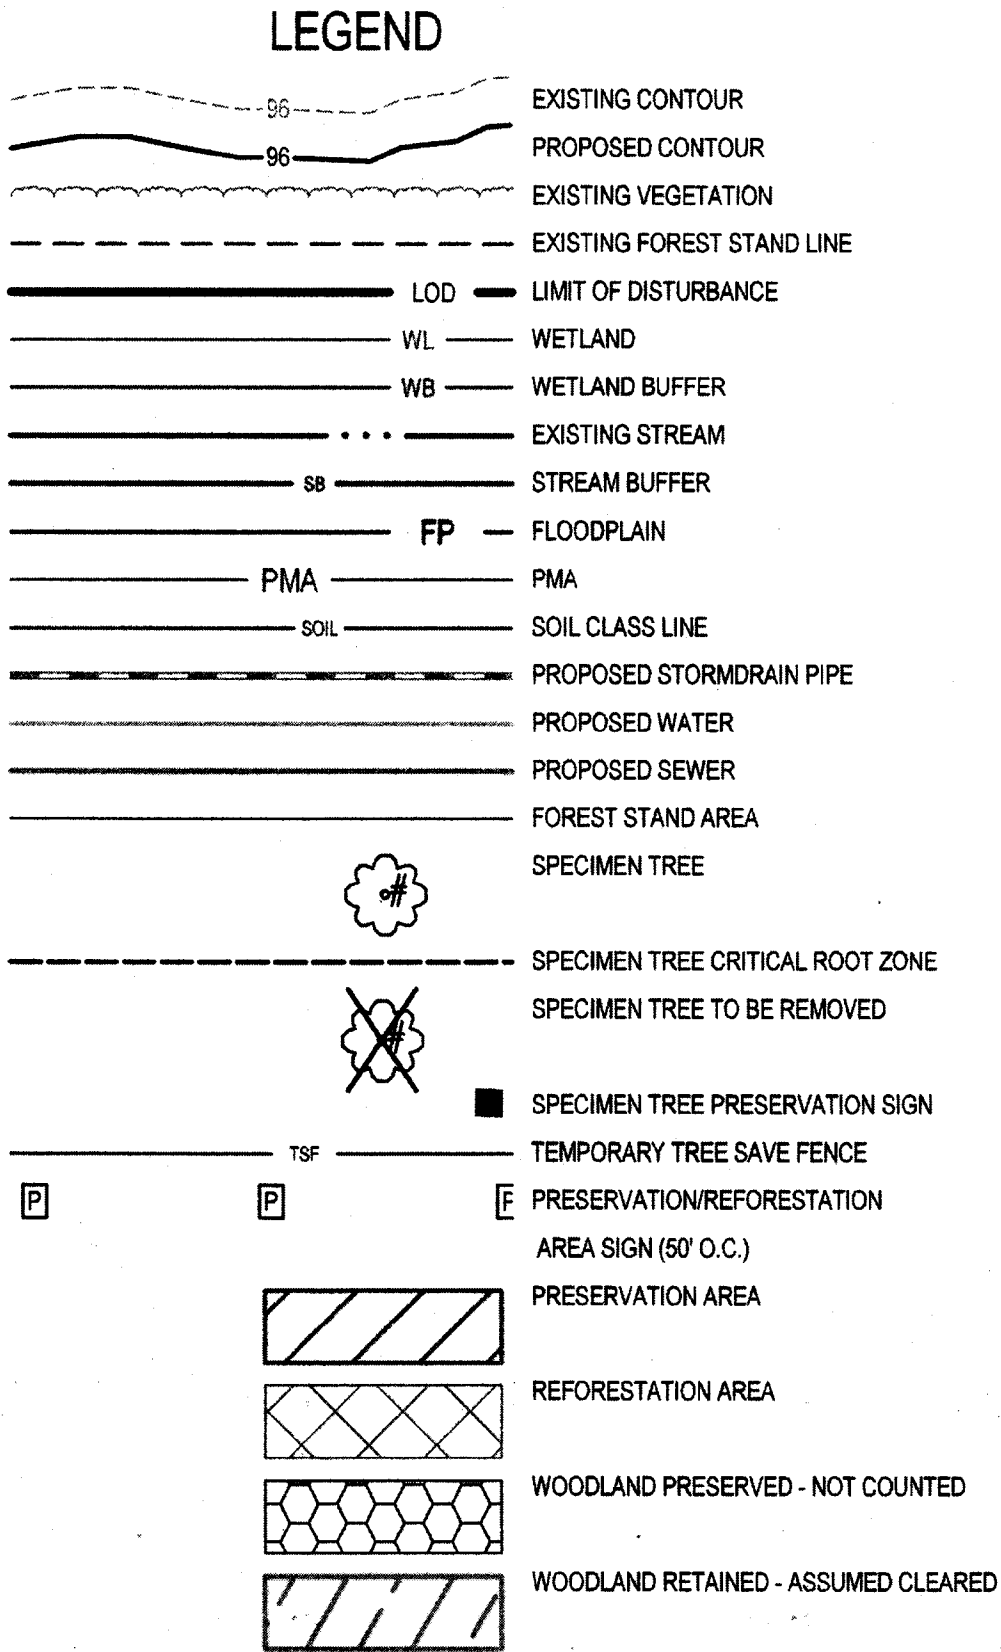 LEGEND
96 EXISTING CONTOUR
96 PROPOSED CONTOUR
EXISTING VEGETATION
EXISTING FOREST STAND LINE
LOD LIMIT OF DISTURBANCE
WL WETLAND
WB WETLAND BUFFER
EXISTING STREAM
SB STREAM BUFFER
FP FLOODPLAIN
PMA PMA
SOIL SOIL CLASS LINE
PROPOSED STORMDRAIN PIPE
PROPOSED WATER
PROPOSED SEWER
FOREST STAND AREA
SPECIMEN TREE
#
SPECIMEN TREE CRITICAL ROOT ZONE
SPECIMEN TREE TO BE REMOVED
#
SPECIMEN TREE PRESERVATION SIGN
TSF TEMPORARY TREE SAVE FENCE
P P P PRESERVATION/REFORESTATION
AREA SIGN (50' O.C.)
PRESERVATION AREA
REFORESTATION AREA
WOODLAND PRESERVED - NOT COUNTED
WOODLAND RETAINED - ASSUMED CLEARED